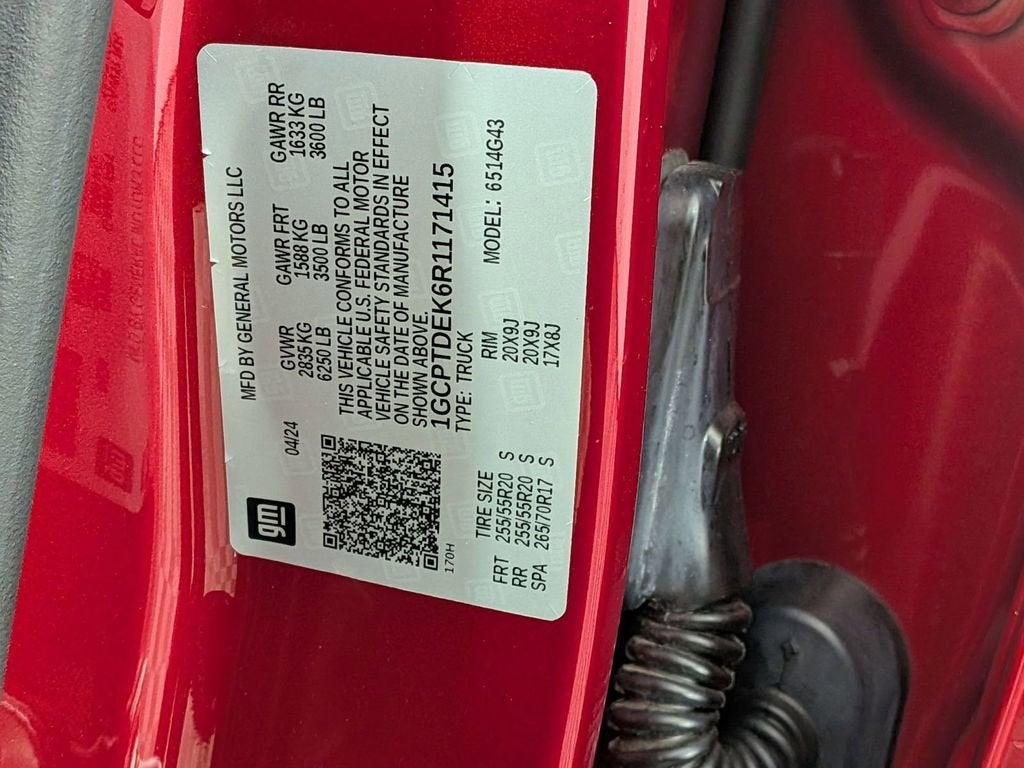 gm
MFD BY GENERAL MOTORS LLC
04/24
GVWR GAWR FRT GAWR RR
2835 KG 1588 KG 1633 KG
6250 LB 3500 LB 3600 LB
THIS VEHICLE CONFORMS TO ALL
APPLICABLE U.S. FEDERAL MOTOR
VEHICLE SAFETY STANDARDS IN EFFECT
ON THE DATE OF MANUFACTURE
SHOWN ABOVE.
1GCPTDEK6R1171415
170H
TYPE: TRUCK
MODEL: 6514G43
TIRE SIZE RIM
FRT 255/55R20 S 20X9J
RR 255/55R20 S 20X9J
SPA 265/70R17 S 17X8J